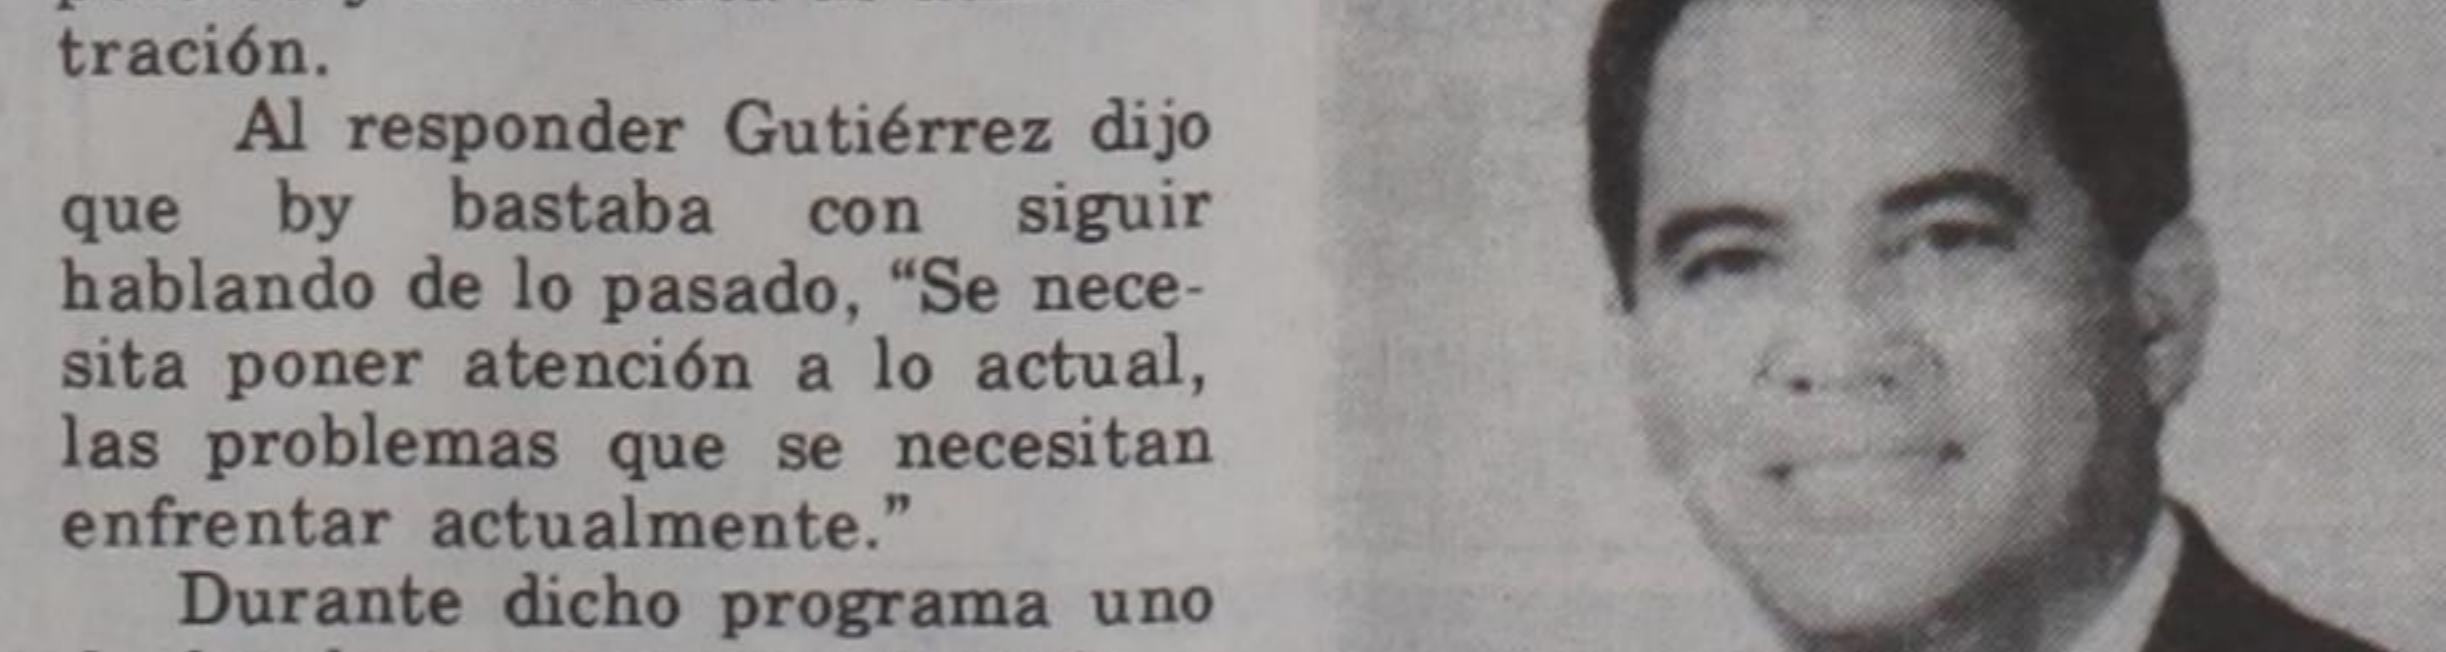 tración.
Al responder Gutiérrez dijo
que by bastaba con siguir
hablando de lo pasado, “Se nece-
sita poner atención a lo actual,
las problemas que se necesitan
enfrentar actualmente.”
Durante dicho programa uno